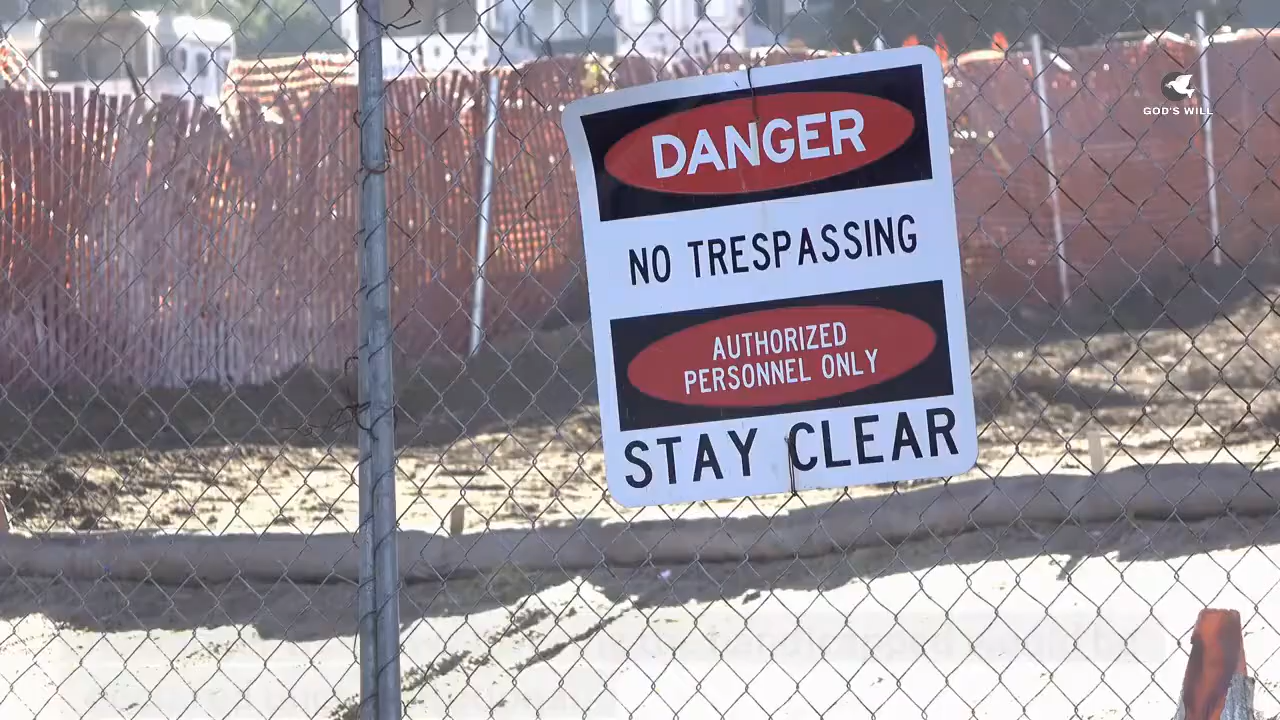 GOD'S WILL
DANGER
NO TRESPASSING
AUTHORIZED
PERSONNEL ONLY
STAY CLEAR